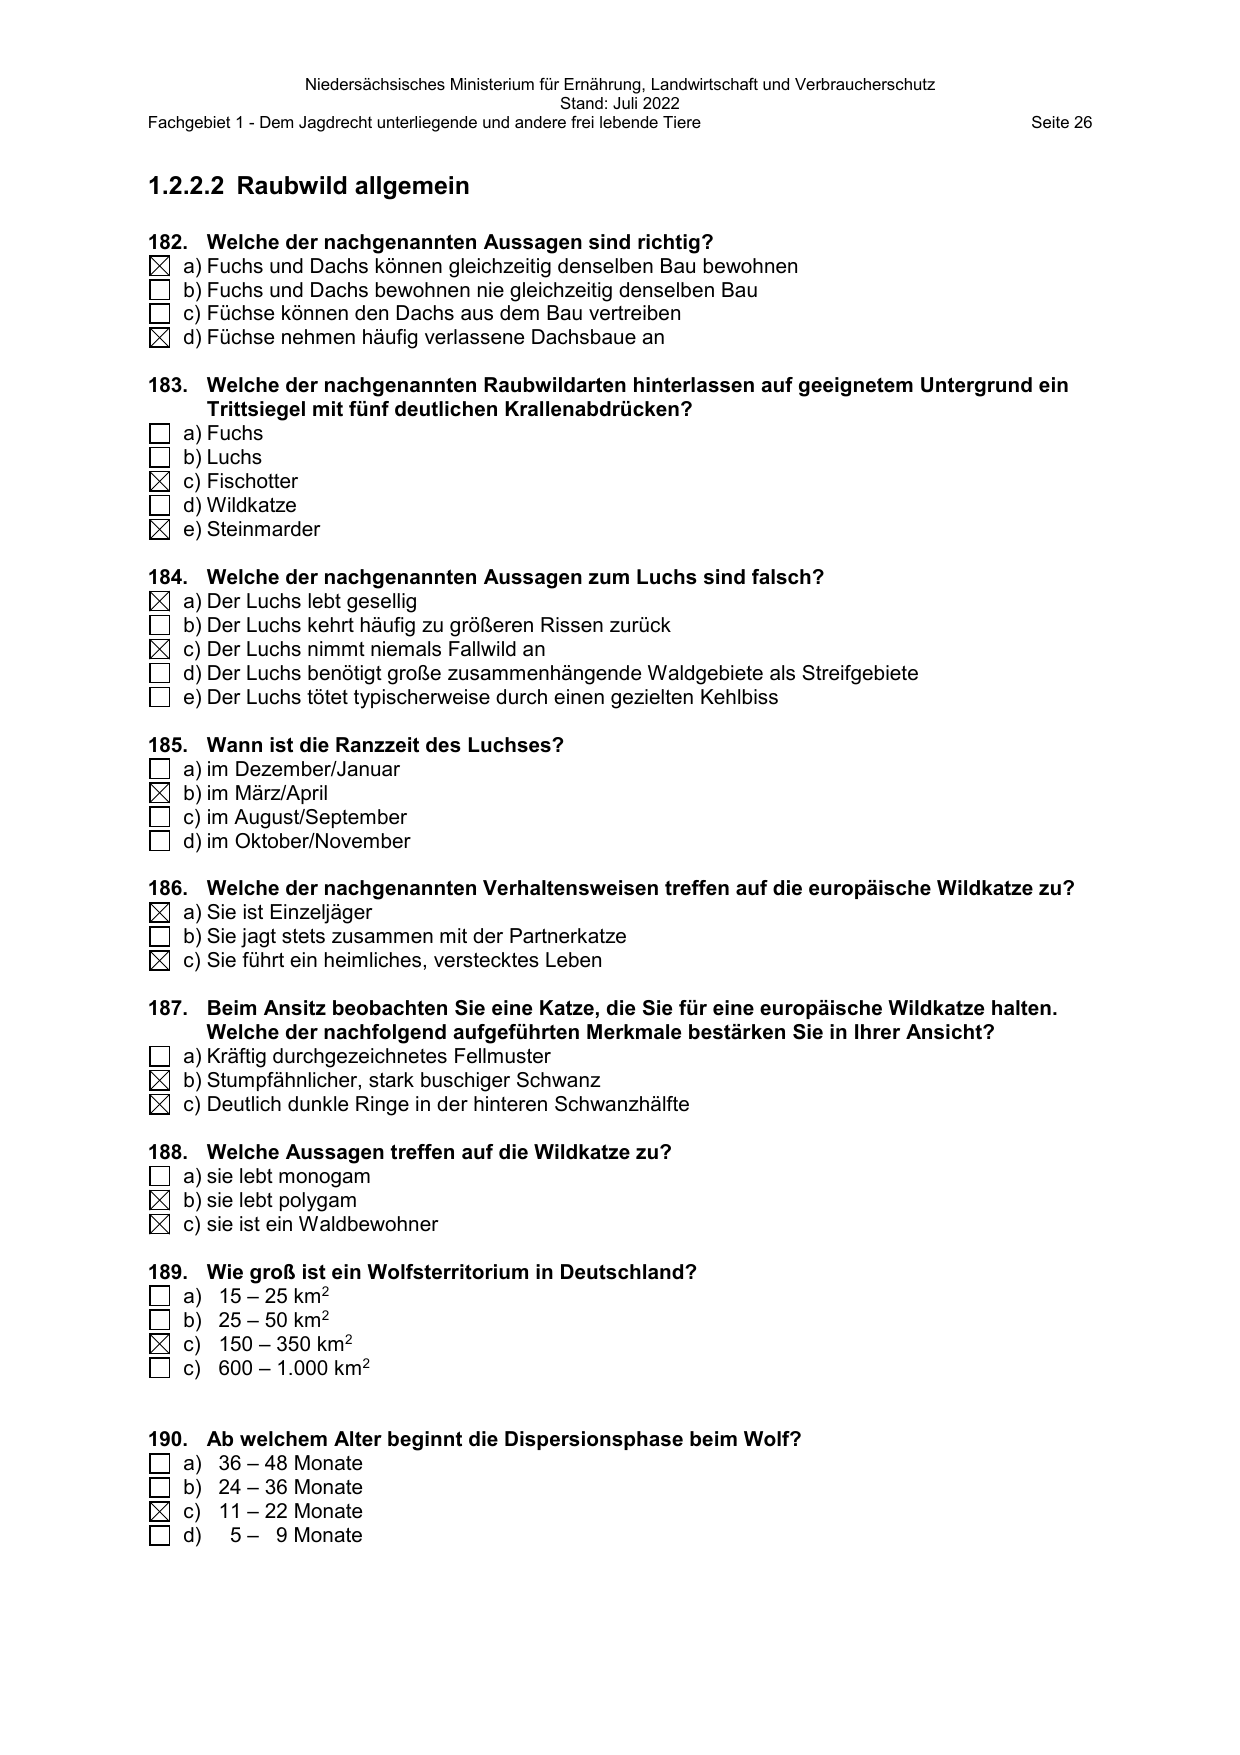 Niedersächsisches Ministerium für Ernährung, Landwirtschaft und Verbraucherschutz
Stand: Juli 2022
Fachgebiet 1 - Dem Jagdrecht unterliegende und andere frei lebende Tiere Seite 26
1.2.2.2 Raubwild allgemein
182. Welche der nachgenannten Aussagen sind richtig?
☒ a) Fuchs und Dachs können gleichzeitig denselben Bau bewohnen
☐ b) Fuchs und Dachs bewohnen nie gleichzeitig denselben Bau
☐ c) Füchse können den Dachs aus dem Bau vertreiben
☒ d) Füchse nehmen häufig verlassene Dachsbaue an
183. Welche der nachgenannten Raubwildarten hinterlassen auf geeignetem Untergrund ein
Trittsiegel mit fünf deutlichen Krallenabdrücken?
☐ a) Fuchs
☐ b) Luchs
☒ c) Fischotter
☐ d) Wildkatze
☒ e) Steinmarder
184. Welche der nachgenannten Aussagen zum Luchs sind falsch?
☒ a) Der Luchs lebt gesellig
☐ b) Der Luchs kehrt häufig zu größeren Rissen zurück
☒ c) Der Luchs nimmt niemals Fallwild an
☐ d) Der Luchs benötigt große zusammenhängende Waldgebiete als Streifgebiete
☐ e) Der Luchs tötet typischerweise durch einen gezielten Kehlbiss
185. Wann ist die Ranzzeit des Luchses?
☐ a) im Dezember/Januar
☒ b) im März/April
☐ c) im August/September
☐ d) im Oktober/November
186. Welche der nachgenannten Verhaltensweisen treffen auf die europäische Wildkatze zu?
☒ a) Sie ist Einzeljäger
☐ b) Sie jagt stets zusammen mit der Partnerkatze
☒ c) Sie führt ein heimliches, verstecktes Leben
187. Beim Ansitz beobachten Sie eine Katze, die Sie für eine europäische Wildkatze halten.
Welche der nachfolgend aufgeführten Merkmale bestärken Sie in Ihrer Ansicht?
☐ a) Kräftig durchgezeichnetes Fellmuster
☒ b) Stumpfähnlicher, stark buschiger Schwanz
☒ c) Deutlich dunkle Ringe in der hinteren Schwanzhälfte
188. Welche Aussagen treffen auf die Wildkatze zu?
☐ a) sie lebt monogam
☒ b) sie lebt polygam
☒ c) sie ist ein Waldbewohner
189. Wie groß ist ein Wolfsterritorium in Deutschland?
☐ a) 15 – 25 km²
☐ b) 25 – 50 km²
☒ c) 150 – 350 km²
☐ c) 600 – 1.000 km²
190. Ab welchem Alter beginnt die Dispersionsphase beim Wolf?
☐ a) 36 – 48 Monate
☐ b) 24 – 36 Monate
☒ c) 11 – 22 Monate
☐ d) 5 – 9 Monate